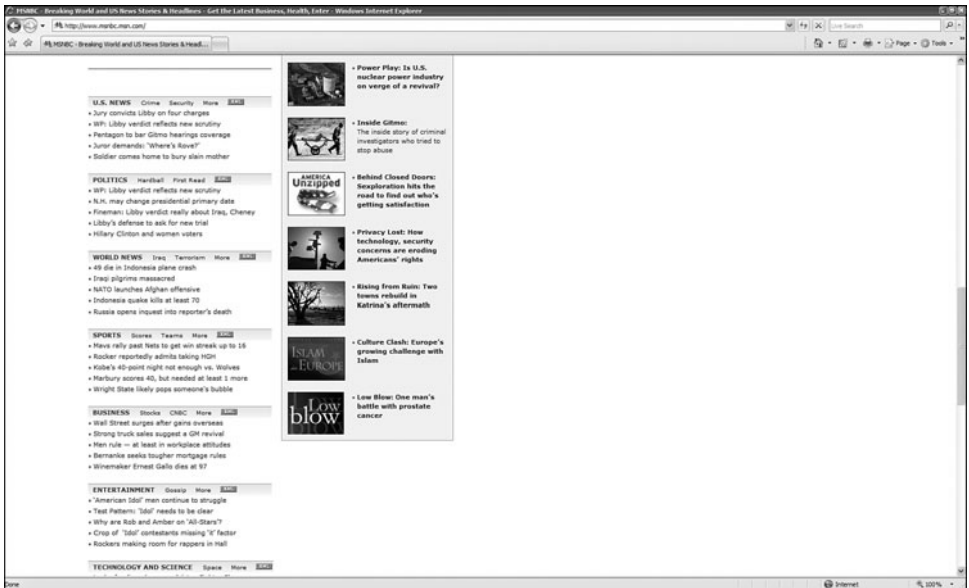 MSNBC - Breaking World and US News Stories & Headlines - Get the Latest Business, Health, Enter - Windows Internet Explorer
http://www.msnbc.msn.com/
Live Search
MSNBC - Breaking World and US News Stories & Headl...
Page
Tools
U.S. NEWS Crime Security More XML
• Jury convicts Libby on four charges
• WP: Libby verdict reflects new scrutiny
• Pentagon to bar Gitmo hearings coverage
• Juror demands: 'Where's Rove?'
• Soldier comes home to bury slain mother
POLITICS Hardball First Read XML
• WP: Libby verdict reflects new scrutiny
• N.H. may change presidential primary date
• Fineman: Libby verdict really about Iraq, Cheney
• Libby's defense to ask for new trial
• Hillary Clinton and women voters
WORLD NEWS Iraq Terrorism More XML
• 49 die in Indonesia plane crash
• Iraqi pilgrims massacred
• NATO launches Afghan offensive
• Indonesia quake kills at least 70
• Russia opens inquest into reporter's death
SPORTS Scores Teams More XML
• Mavs rally past Nets to get win streak up to 16
• Rocker reportedly admits taking HGH
• Kobe's 40-point night not enough vs. Wolves
• Marbury scores 40, but needed at least 1 more
• Wright State likely pops someone's bubble
BUSINESS Stocks CNBC More XML
• Wall Street surges after gains overseas
• Strong truck sales suggest a GM revival
• Men rule — at least in workplace attitudes
• Bernanke seeks tougher mortgage rules
• Winemaker Ernest Gallo dies at 97
ENTERTAINMENT Gossip More XML
• 'American Idol' men continue to struggle
• Test Pattern: 'Idol' needs to be clear
• Why are Rob and Amber on 'All-Stars'?
• Crop of 'Idol' contestants missing 'it' factor
• Rockers making room for rappers in Hall
TECHNOLOGY AND SCIENCE Space More XML
• Power Play: Is U.S.
nuclear power industry
on verge of a revival?
• Inside Gitmo:
The inside story of criminal
investigators who tried to
stop abuse
AMERICA
Unzipped
• Behind Closed Doors:
Sexploration hits the
road to find out who's
getting satisfaction
• Privacy Lost: How
technology, security
concerns are eroding
Americans' rights
• Rising from Ruin: Two
towns rebuild in
Katrina's aftermath
ISLAM
IN EUROPE
• Culture Clash: Europe's
growing challenge with
Islam
Low
blow
• Low Blow: One man's
battle with prostate
cancer
Done
Internet
100%